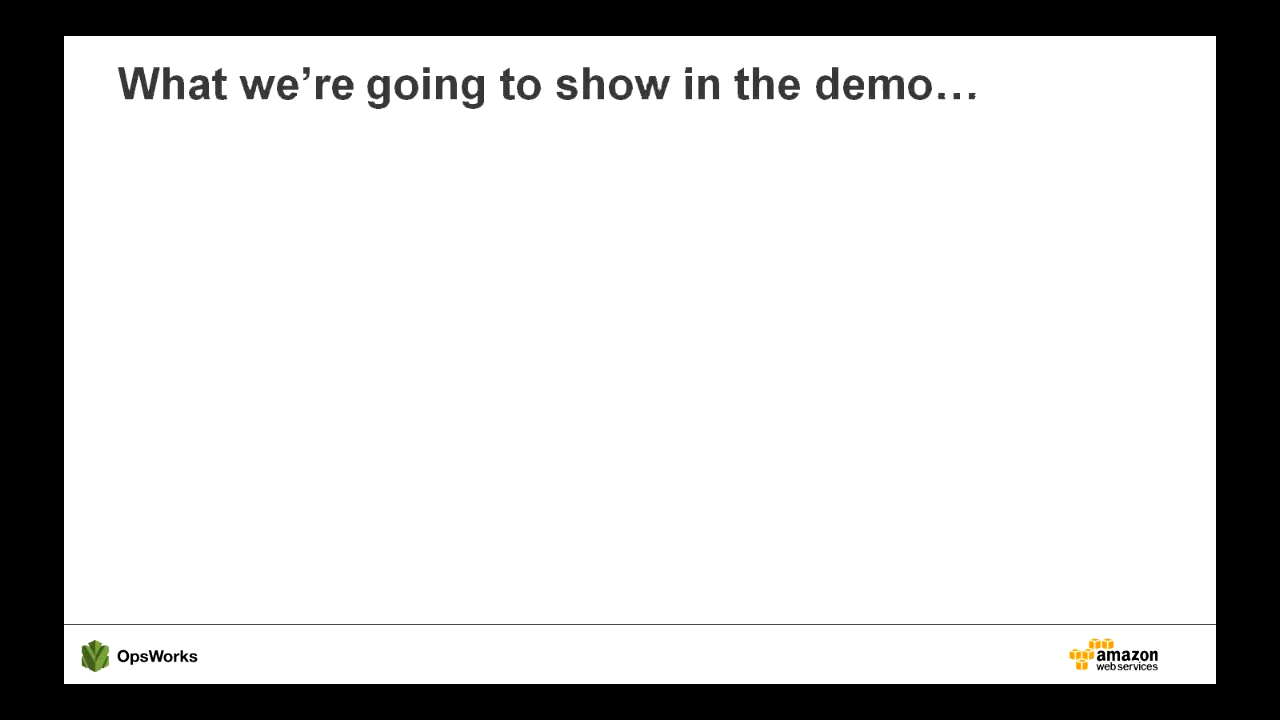 What we’re going to show in the demo…
OpsWorks
amazon
web services